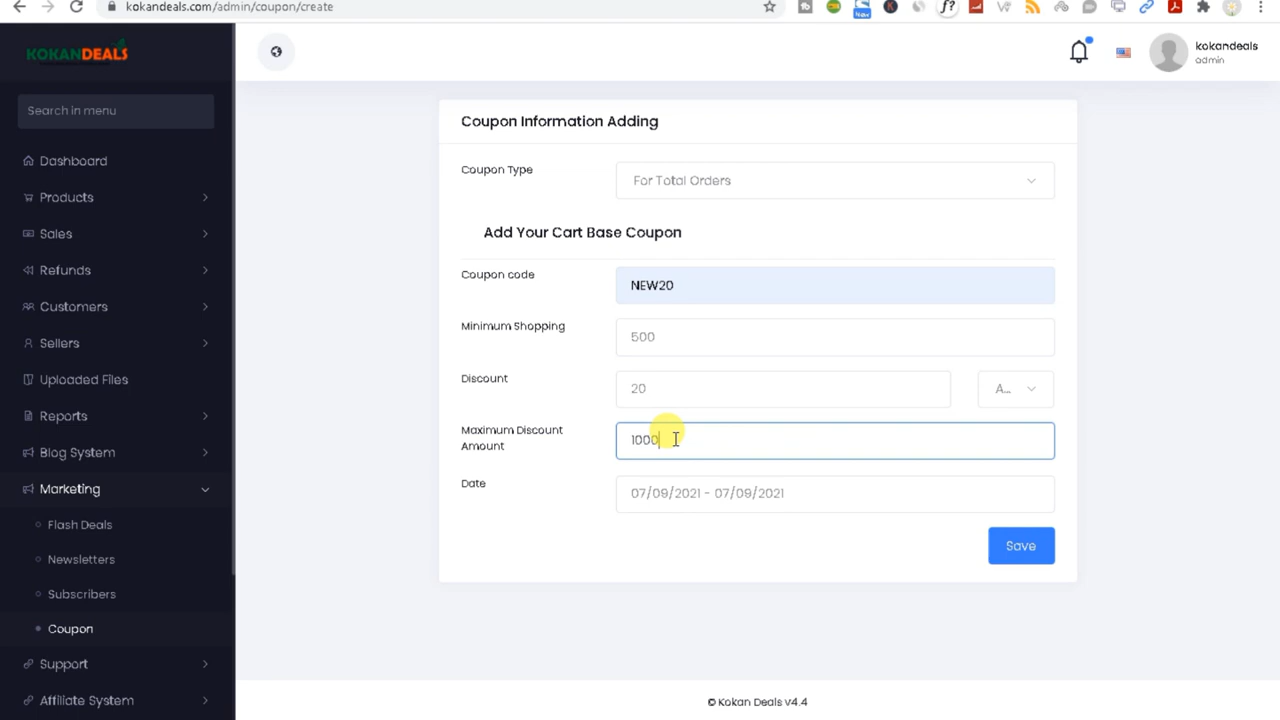 kokandeals.com/admin/coupon/create
New
f?
KOKANDEALS
kokandeals
admin
Search in menu
Dashboard
Products
Sales
Refunds
Customers
Sellers
Uploaded Files
Reports
Blog System
Marketing
Flash Deals
Newsletters
Subscribers
Coupon
Support
Affiliate System
Coupon Information Adding
Coupon Type
For Total Orders
Add Your Cart Base Coupon
Coupon code
NEW20
Minimum Shopping
500
Discount
20
A...
Maximum Discount
Amount
1000
Date
07/09/2021 - 07/09/2021
Save
© Kokan Deals v4.4